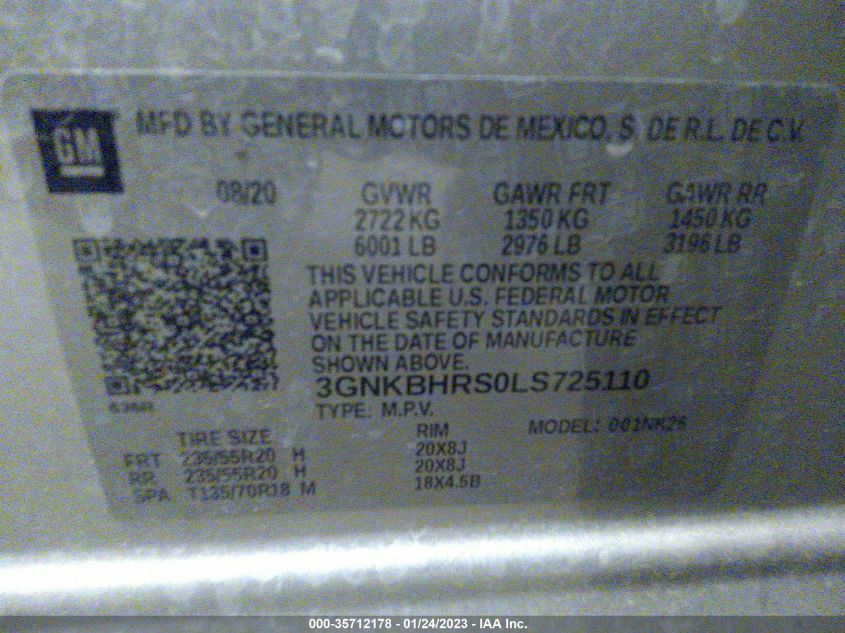 GM
MFD BY GENERAL MOTORS DE MEXICO, S. DE R.L. DE C.V.
08/20 GVWR GAWR FRT GAWR RR
2722 KG 1350 KG 1450 KG
6001 LB 2976 LB 3196 LB
THIS VEHICLE CONFORMS TO ALL
APPLICABLE U.S. FEDERAL MOTOR
VEHICLE SAFETY STANDARDS IN EFFECT
ON THE DATE OF MANUFACTURE
SHOWN ABOVE.
3GNKBHRS0LS725110
TYPE: M.P.V. MODEL: 001NK26
TIRE SIZE RIM
FRT 235/55R20 H 20X8J
RR 235/55R20 H 20X8J
SPA T135/70R18 M 18X4.5B
000-35712178 - 01/24/2023 - IAA Inc.